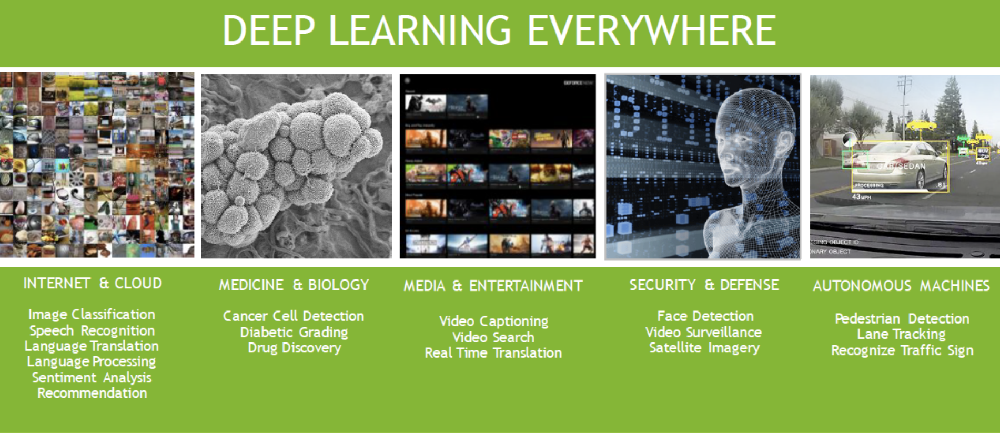 DEEP LEARNING EVERYWHERE
GEFORCE NOW
CAR/SEDAN
PROCESSING
.81
43 MPH
SUV
SSING OBJECT ID
ONARY OBJECT
INTERNET & CLOUD
Image Classification
Speech Recognition
Language Translation
Language Processing
Sentiment Analysis
Recommendation
MEDICINE & BIOLOGY
Cancer Cell Detection
Diabetic Grading
Drug Discovery
MEDIA & ENTERTAINMENT
Video Captioning
Video Search
Real Time Translation
SECURITY & DEFENSE
Face Detection
Video Surveillance
Satellite Imagery
AUTONOMOUS MACHINES
Pedestrian Detection
Lane Tracking
Recognize Traffic Sign